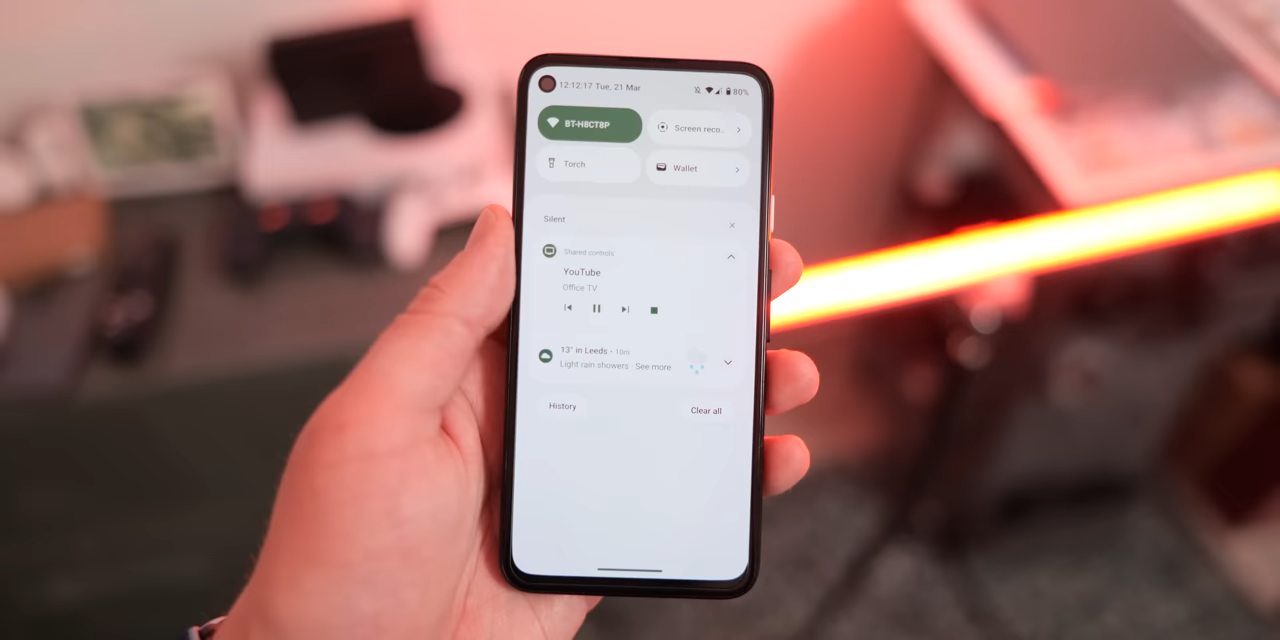 12:12:17 Tue, 21 Mar 80%
BT-H8CT8P Screen reco..
Torch Wallet
Silent
Shared controls
YouTube
Office TV
13° in Leeds • 10m
Light rain showers · See more
History Clear all